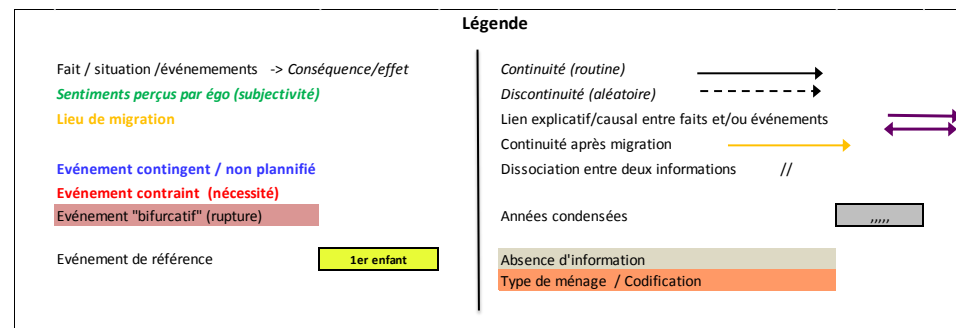 Légende
Fait / situation /événemements -> Conséquence/effet
Sentiments perçus par égo (subjectivité)
Lieu de migration
Evénement contingent / non plannifié
Evénement contraint (nécessité)
Evénement "bifurcatif" (rupture)
Evénement de référence 1er enfant
Continuité (routine)
Discontinuité (aléatoire)
Lien explicatif/causal entre faits et/ou événements
Continuité après migration
Dissociation entre deux informations //
Années condensées ,,,,,
Absence d'information
Type de ménage / Codification